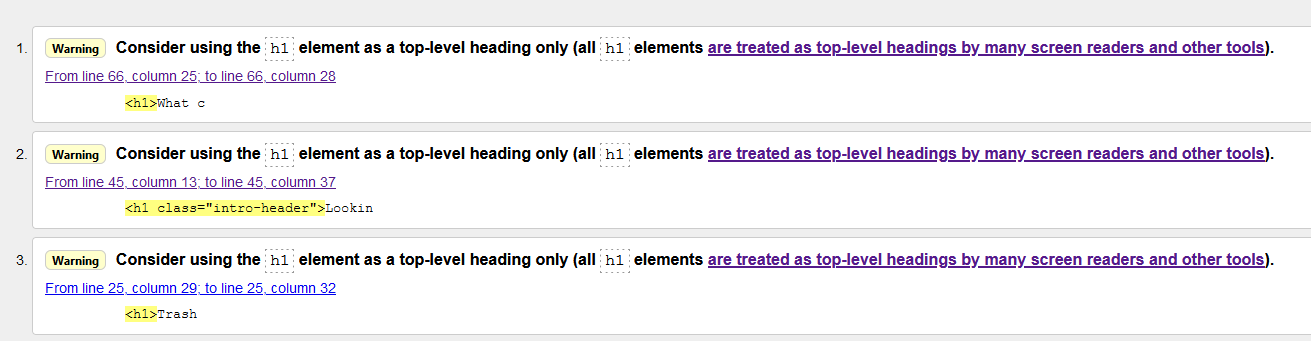 1. Warning Consider using the h1 element as a top-level heading only (all h1 elements are treated as top-level headings by many screen readers and other tools).
From line 66, column 25; to line 66, column 28
<h1>What c
2. Warning Consider using the h1 element as a top-level heading only (all h1 elements are treated as top-level headings by many screen readers and other tools).
From line 45, column 13; to line 45, column 37
<h1 class="intro-header">Lookin
3. Warning Consider using the h1 element as a top-level heading only (all h1 elements are treated as top-level headings by many screen readers and other tools).
From line 25, column 29; to line 25, column 32
<h1>Trash